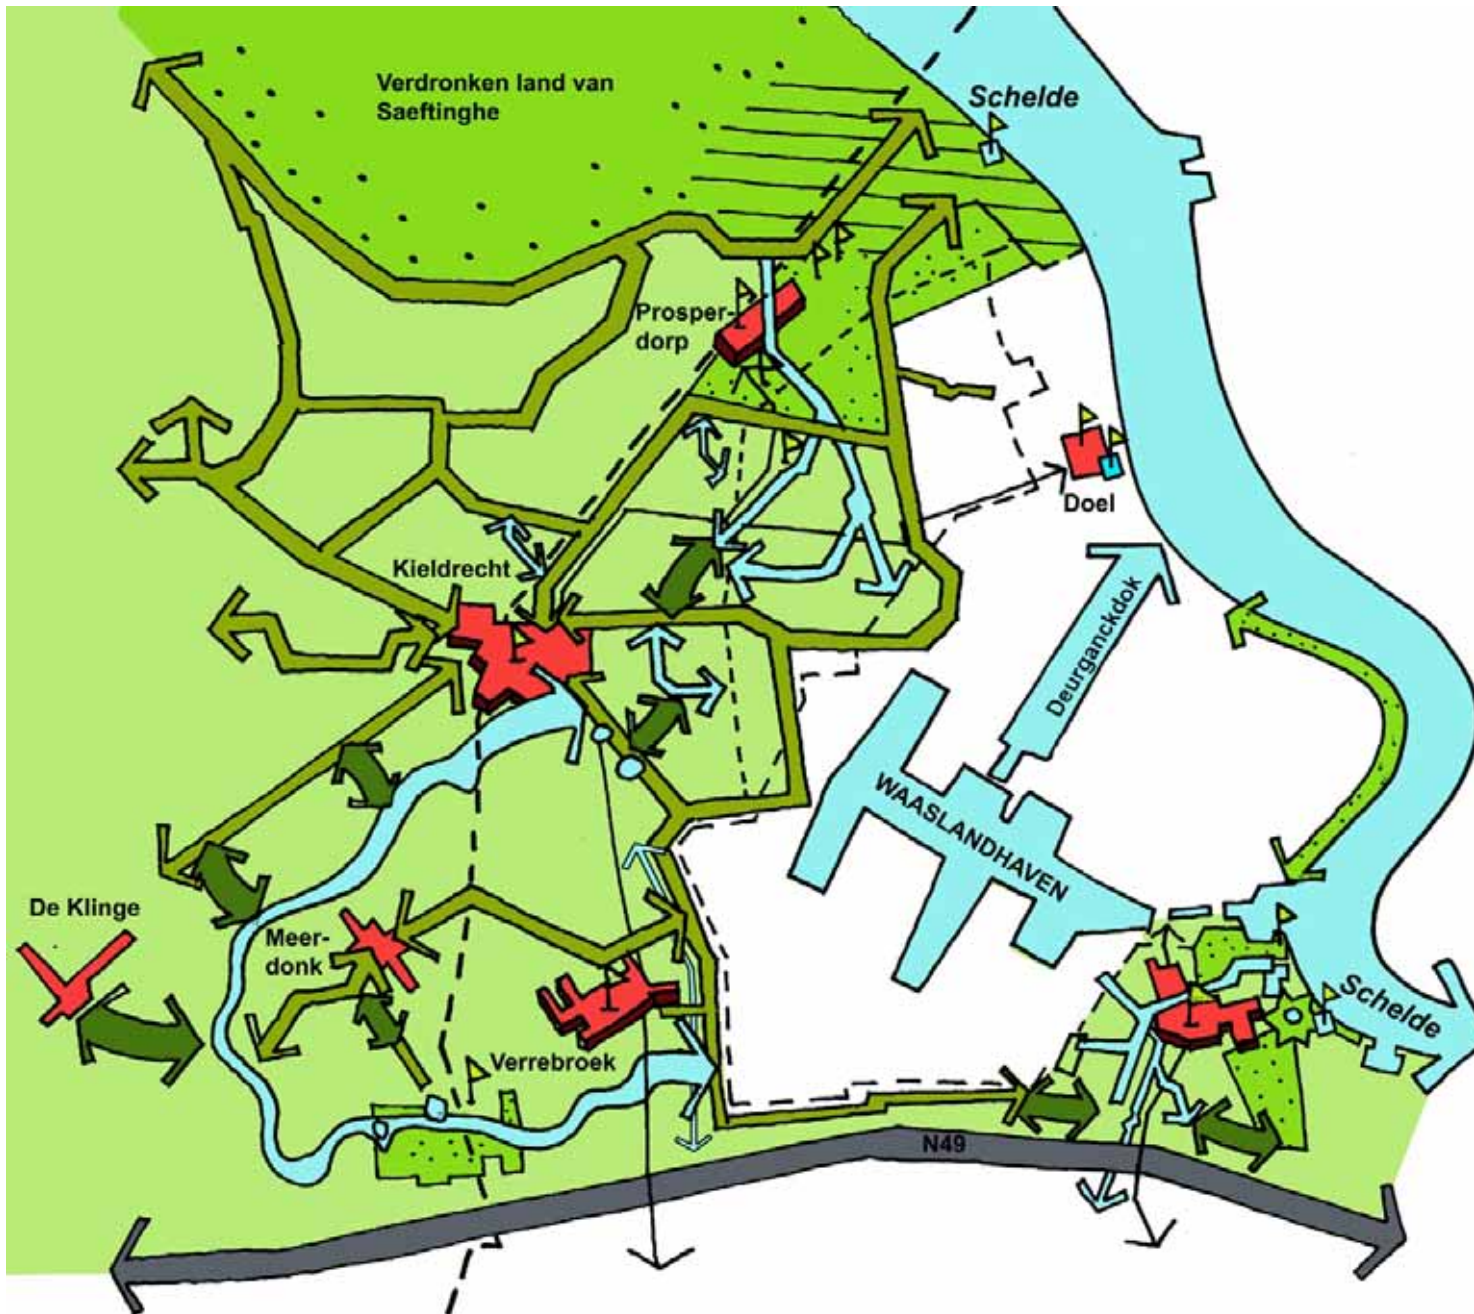 Verdronken land van
Saeftinghe
Schelde
Prosper-
dorp
Doel
Kieldrecht
Deurganckdok
WAASLANDHAVEN
De Klinge
Meer-
donk
Schelde
Verrebroek
N49